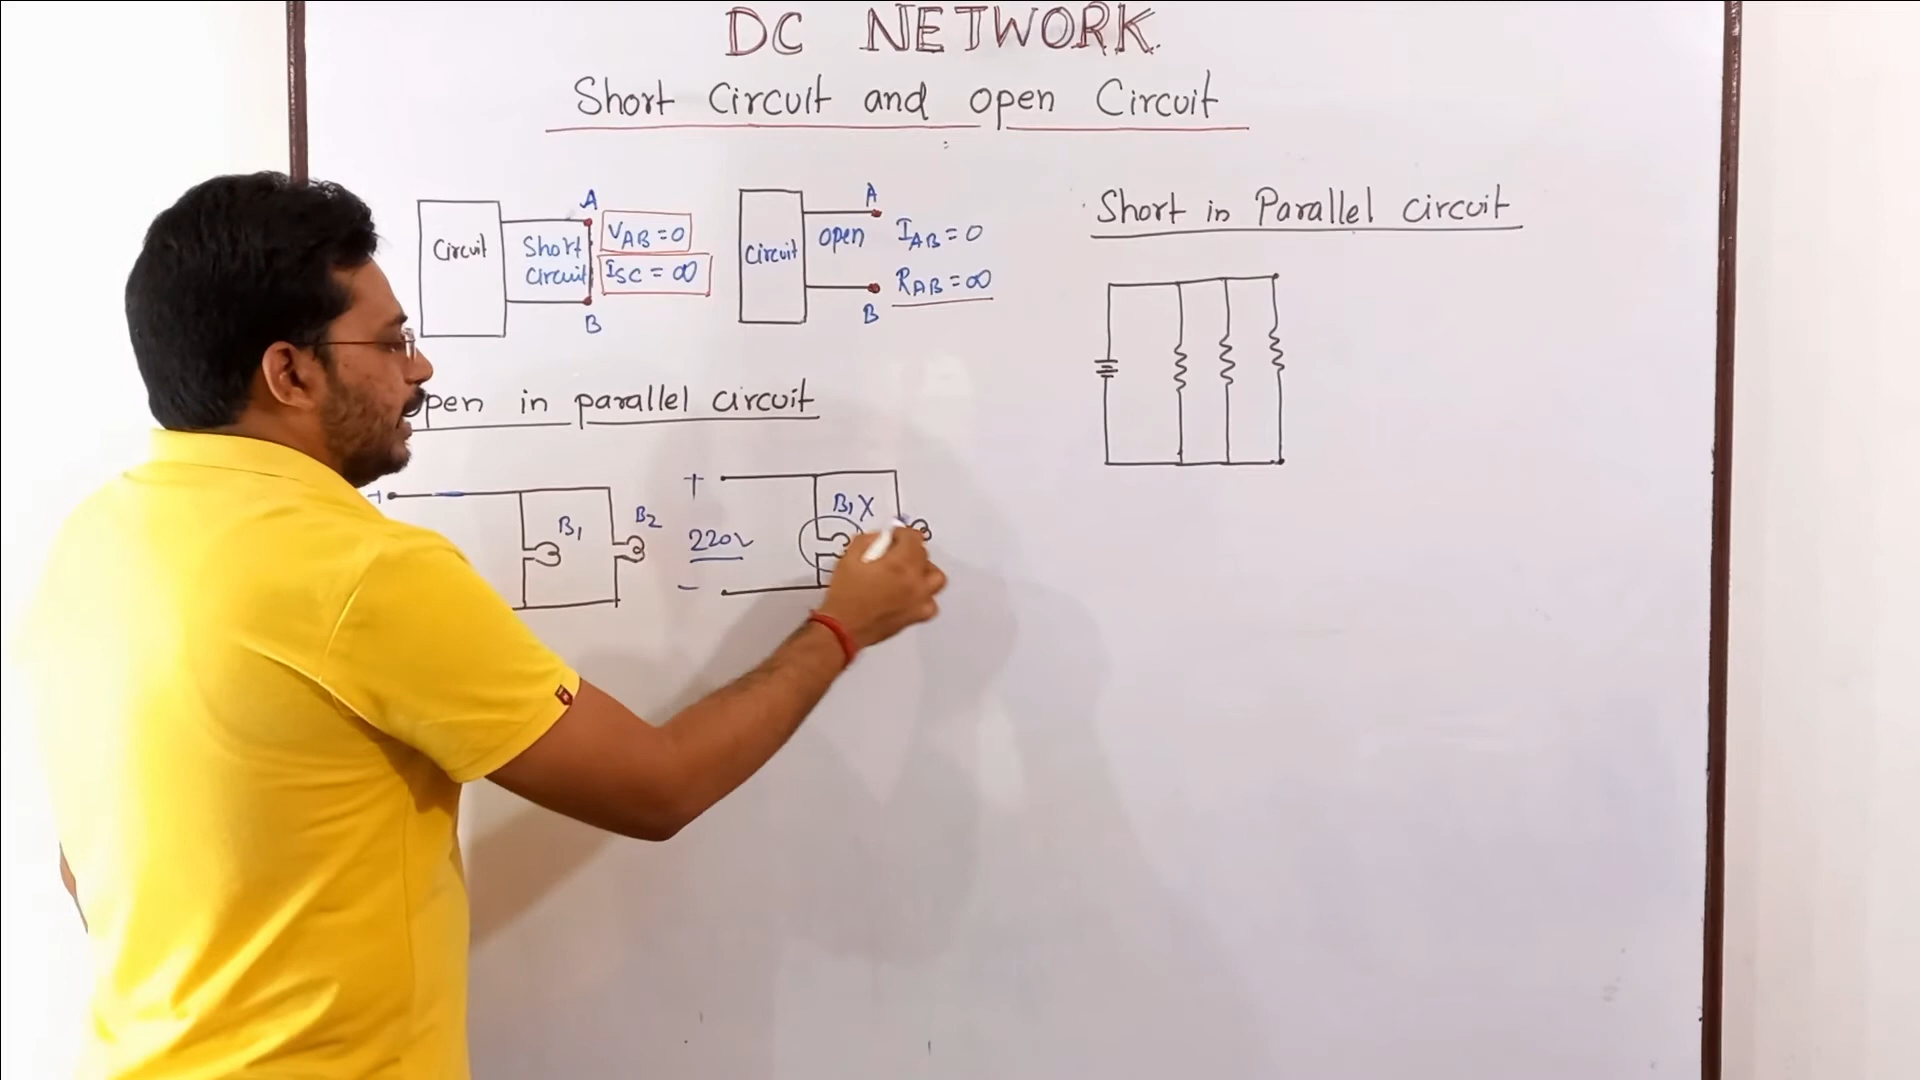 DC NETWORK
Short Circuit and open Circuit
A
Circuit
Short
circuit
VAB = 0
ISC = ∞
B
A
Circuit
open
IAB = 0
RAB = ∞
B
Short in Parallel circuit
pen in parallel circuit
+
B1
B2
+
220v
-
B1 X